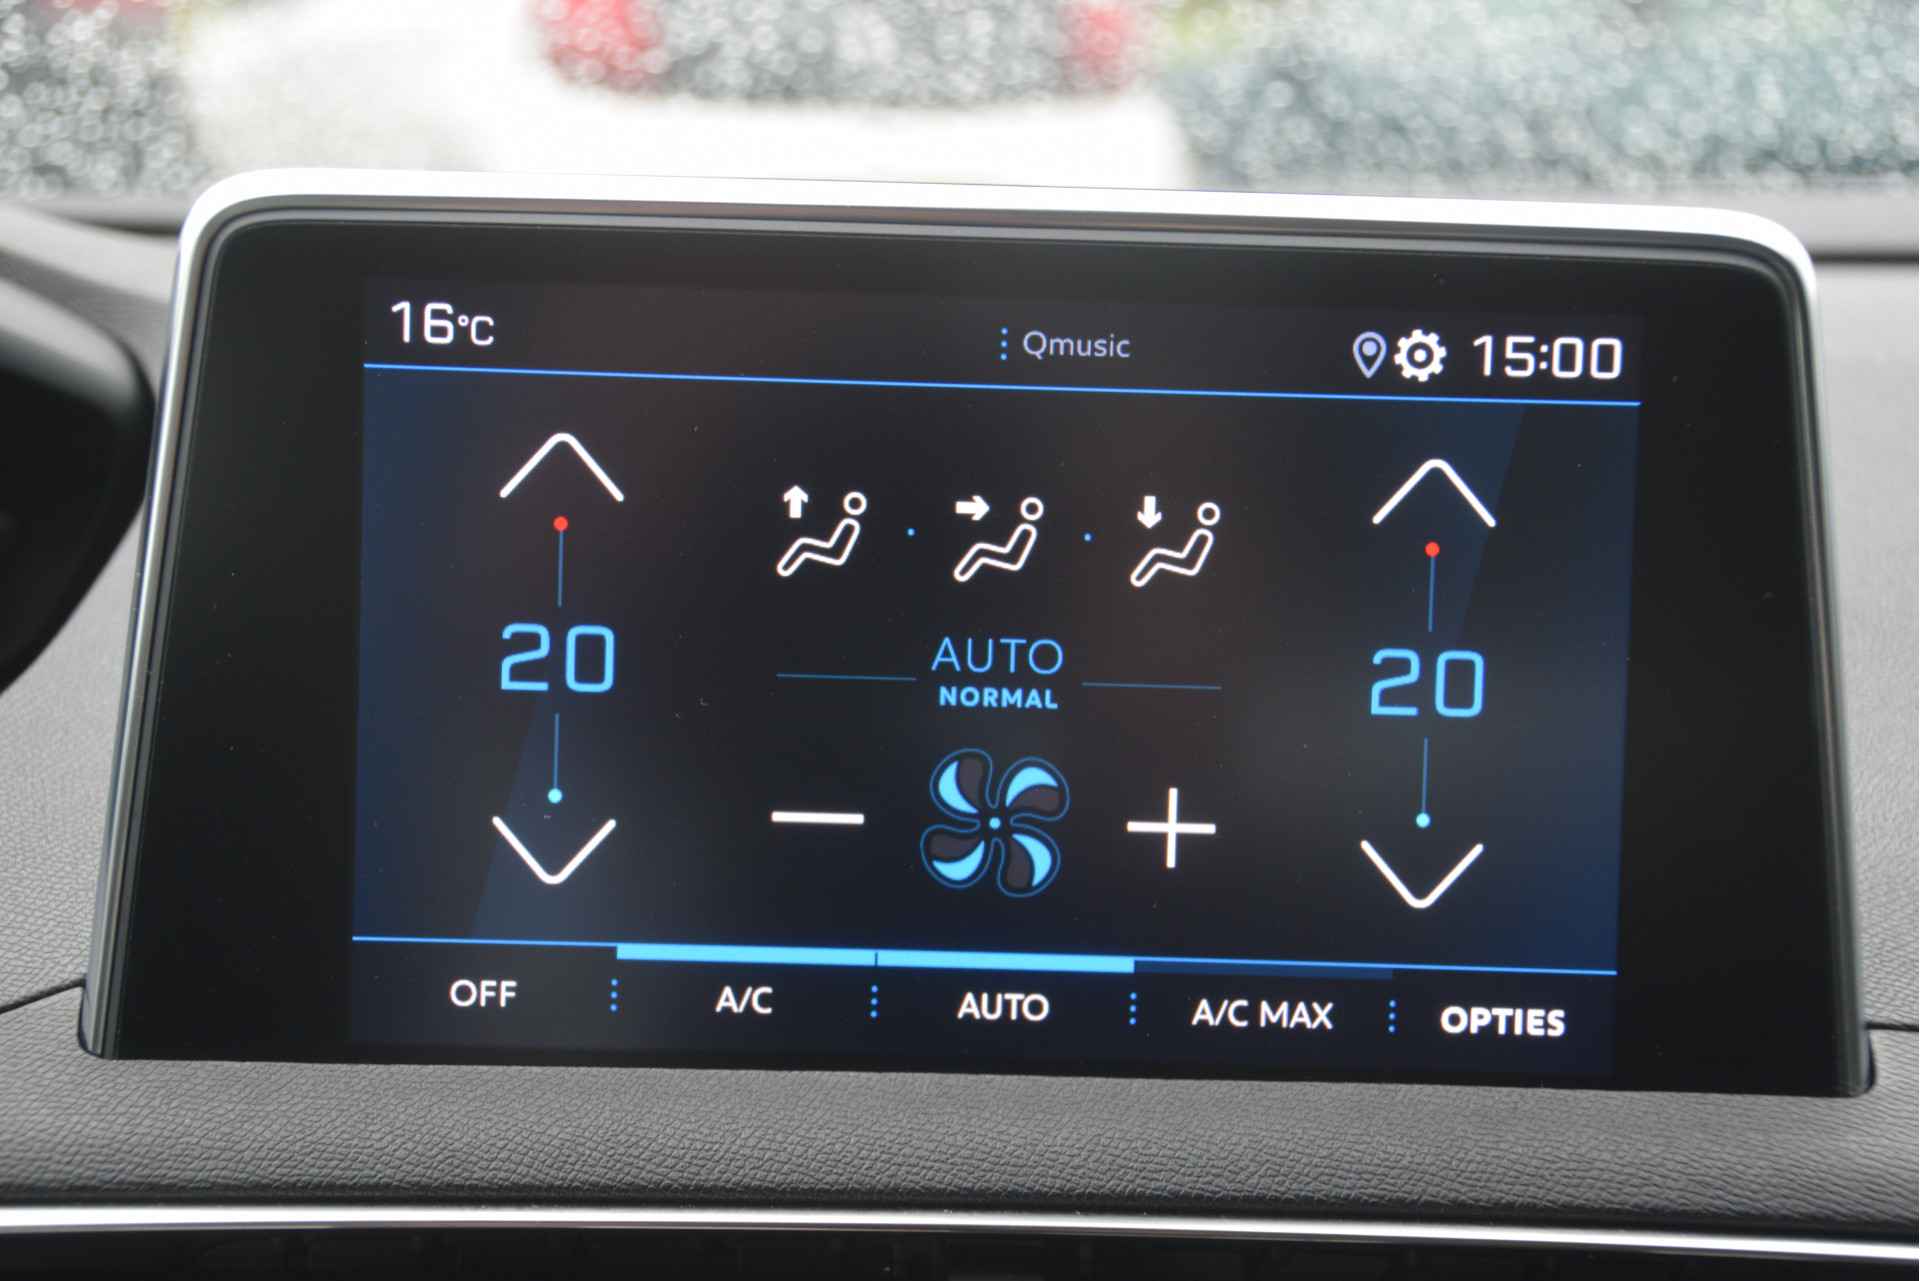 16°C
Qmusic
15:00
20
AUTO
NORMAL
20
OFF
A/C
AUTO
A/C MAX
OPTIES